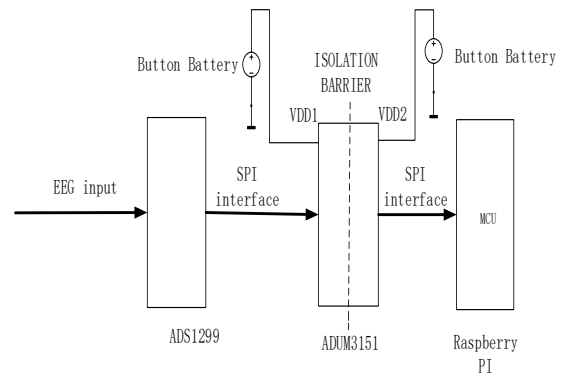 ISOLATION
BARRIER
Button Battery
Button Battery
VDD1
VDD2
EEG input
SPI
interface
SPI
interface
MCU
ADS1299
ADUM3151
Raspberry
PI